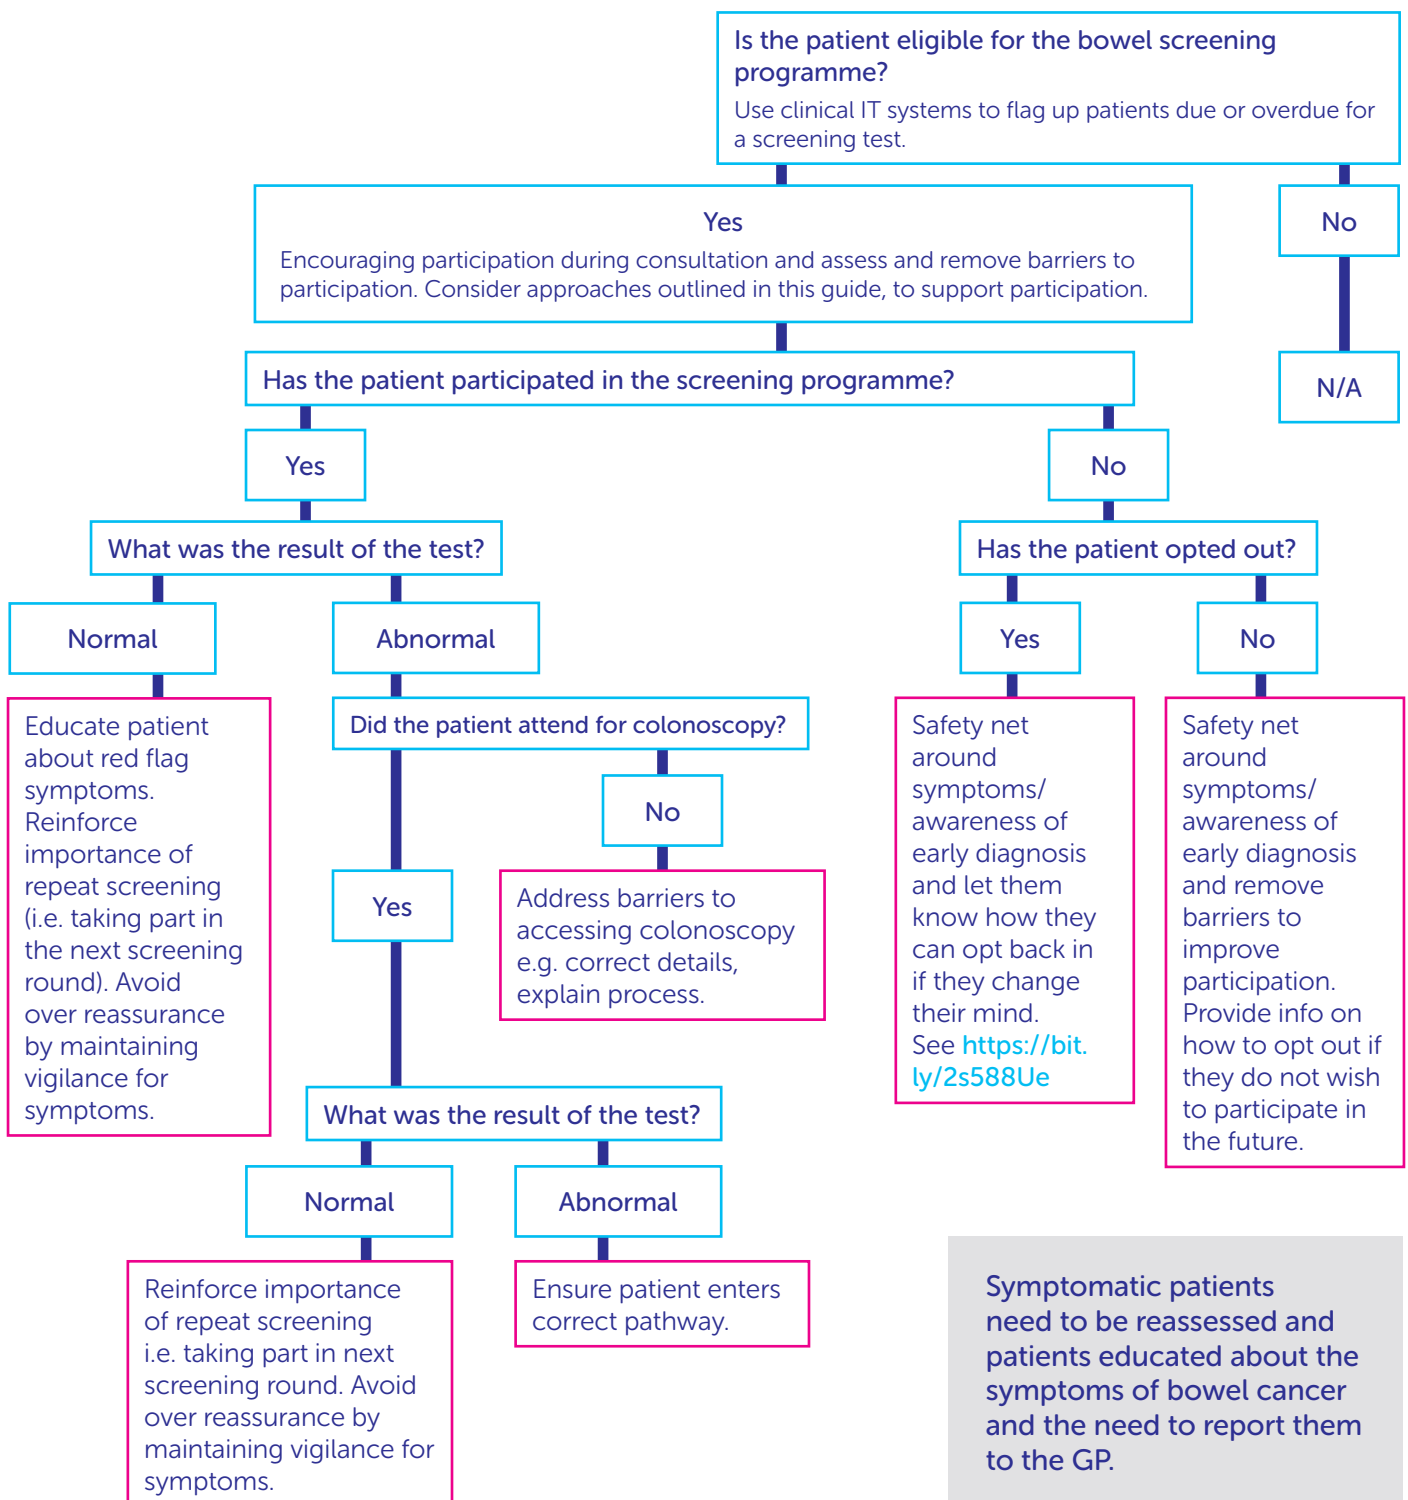 Is the patient eligible for the bowel screening
programme?
Use clinical IT systems to flag up patients due or overdue for
a screening test.
Yes
Encouraging participation during consultation and assess and remove barriers to
participation. Consider approaches outlined in this guide, to support participation.
No
N/A
Has the patient participated in the screening programme?
Yes
No
What was the result of the test?
Has the patient opted out?
Normal
Abnormal
Yes
No
Educate patient
about red flag
symptoms.
Reinforce
importance of
repeat screening
(i.e. taking part in
the next screening
round). Avoid
over reassurance
by maintaining
vigilance for
symptoms.
Did the patient attend for colonoscopy?
No
Yes
Address barriers to
accessing colonoscopy
e.g. correct details,
explain process.
Safety net
around
symptoms/
awareness of
early diagnosis
and let them
know how they
can opt back in
if they change
their mind.
See https://bit.
ly/2s588Ue
Safety net
around
symptoms/
awareness of
early diagnosis
and remove
barriers to
improve
participation.
Provide info on
how to opt out if
they do not wish
to participate in
the future.
What was the result of the test?
Normal
Abnormal
Reinforce importance
of repeat screening
i.e. taking part in next
screening round. Avoid
over reassurance by
maintaining vigilance for
symptoms.
Ensure patient enters
correct pathway.
Symptomatic patients
need to be reassessed and
patients educated about the
symptoms of bowel cancer
and the need to report them
to the GP.